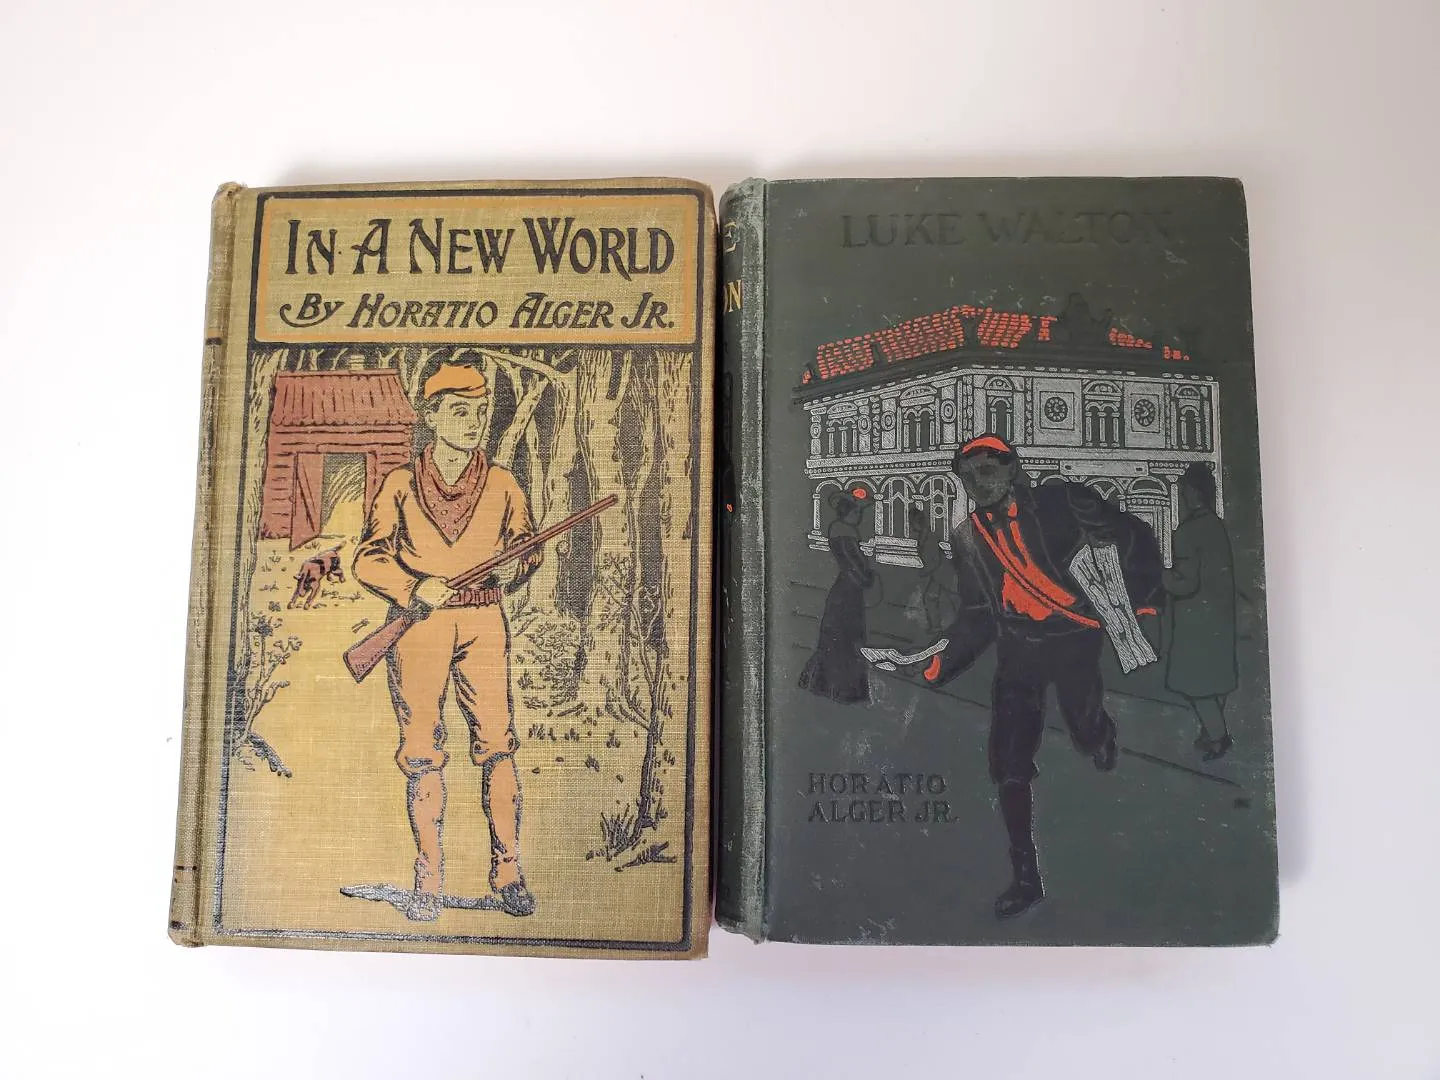 IN A NEW WORLD
By HORATIO ALGER JR.
LUKE WALTON
HORATIO
ALGER JR.